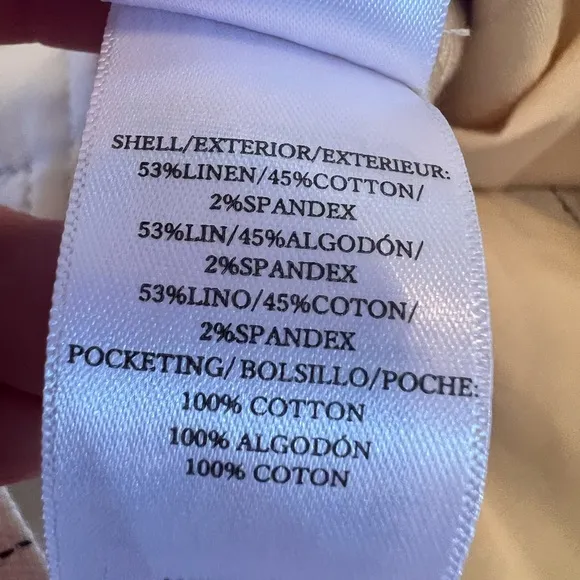 SHELL/EXTERIOR/EXTERIEUR:
53%LINEN/45%COTTON/
2%SPANDEX
53%LIN/45%ALGODÓN/
2%SPANDEX
53%LINO/45%COTON/
2%SPANDEX
POCKETING/BOLSILLO/POCHE:
100% COTTON
100% ALGODÓN
100% COTON